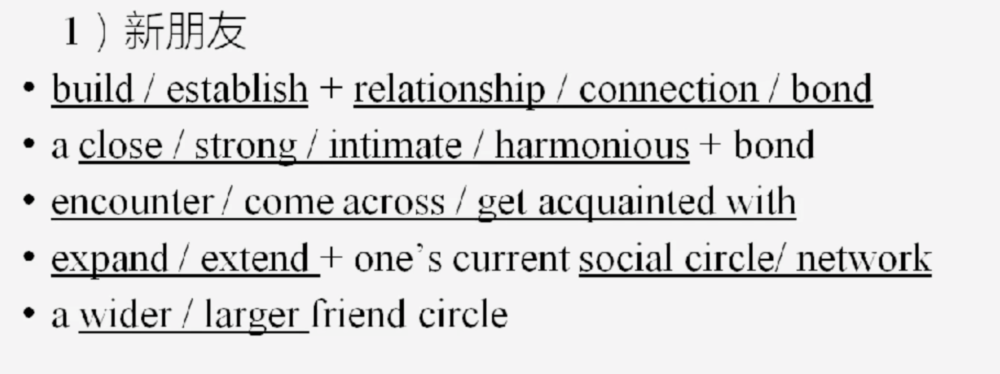 1）新朋友
• build / establish + relationship / connection / bond
• a close / strong / intimate / harmonious + bond
• encounter / come across / get acquainted with
• expand / extend + one’s current social circle/ network
• a wider / larger friend circle